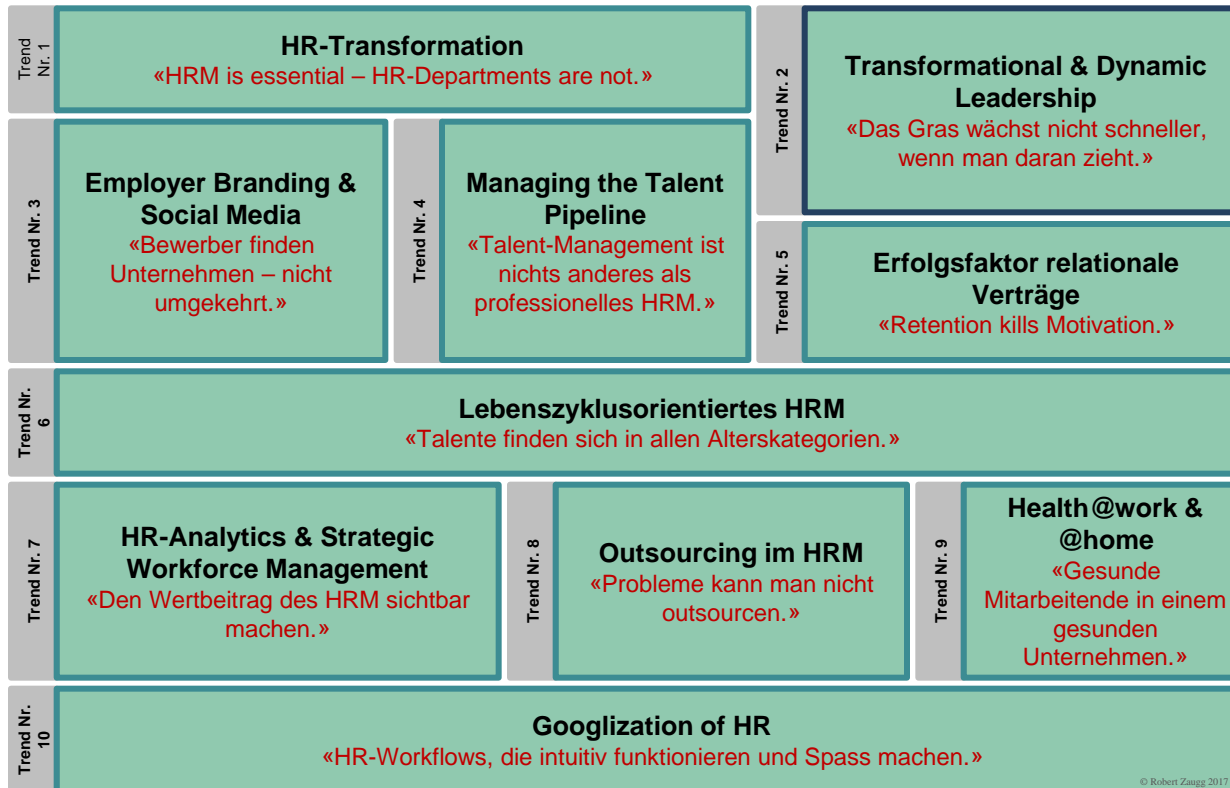 Trend
Nr. 1
HR-Transformation
«HRM is essential – HR-Departments are not.»
Trend Nr. 2
Transformational & Dynamic
Leadership
«Das Gras wächst nicht schneller,
wenn man daran zieht.»
Trend Nr. 3
Employer Branding &
Social Media
«Bewerber finden
Unternehmen – nicht
umgekehrt.»
Trend Nr. 4
Managing the Talent
Pipeline
«Talent-Management ist
nichts anderes als
professionelles HRM.»
Trend Nr. 5
Erfolgsfaktor relationale
Verträge
«Retention kills Motivation.»
Trend Nr.
6
Lebenszyklusorientiertes HRM
«Talente finden sich in allen Alterskategorien.»
Trend Nr. 7
HR-Analytics & Strategic
Workforce Management
«Den Wertbeitrag des HRM sichtbar
machen.»
Trend Nr. 8
Outsourcing im HRM
«Probleme kann man nicht
outsourcen.»
Trend Nr. 9
Health@work &
@home
«Gesunde
Mitarbeitende in einem
gesunden
Unternehmen.»
Trend Nr.
10
Googlization of HR
«HR-Workflows, die intuitiv funktionieren und Spass machen.»
© Robert Zaugg 2017